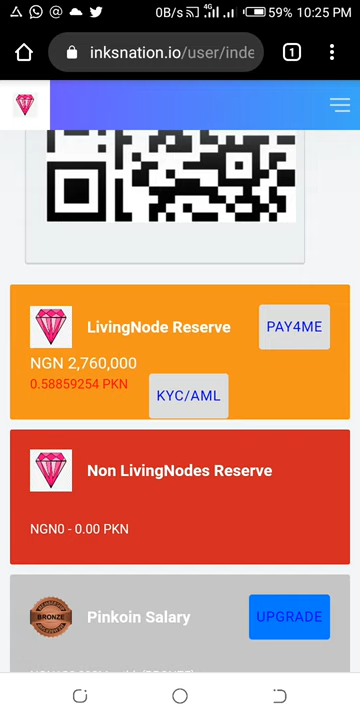 0B/s 4G 59% 10:25 PM
inksnation.io/user/inde
1
LivingNode Reserve
PAY4ME
NGN 2,760,000
0.58859254 PKN
KYC/AML
Non LivingNodes Reserve
NGN0 - 0.00 PKN
BRONZE
Pinkoin Salary
UPGRADE